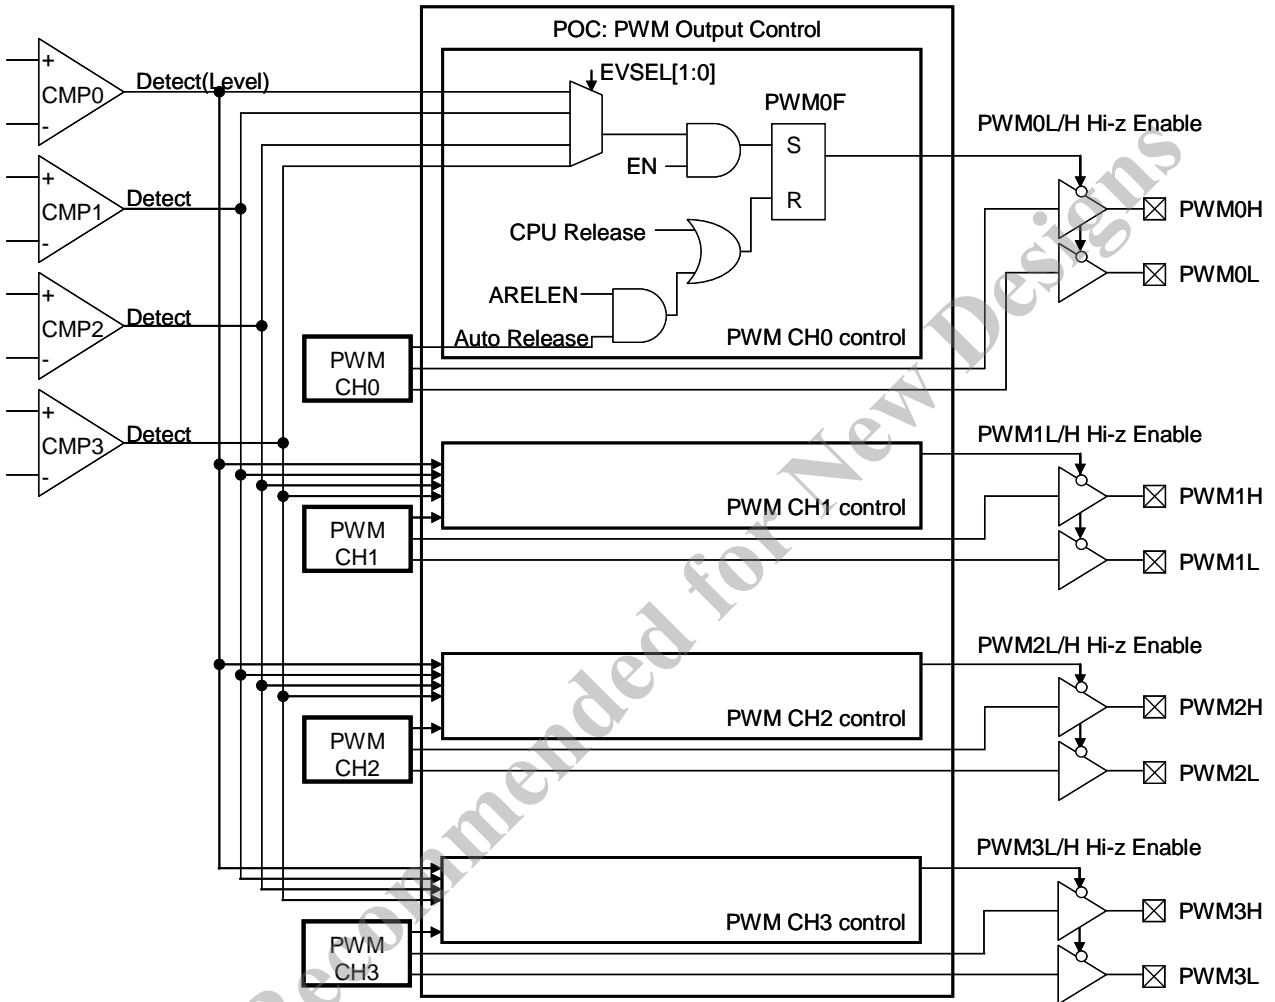 POC: PWM Output Control
+
CMP0
-
Detect(Level)
EVSEL[1:0]
PWM0F
S
R
EN
CPU Release
ARELEN
Auto Release
PWM CH0 control
PWM0L/H Hi-z Enable
PWM0H
PWM0L
+
CMP1
-
Detect
+
CMP2
-
Detect
+
CMP3
-
Detect
PWM
CH0
PWM1L/H Hi-z Enable
PWM CH1 control
PWM
CH1
PWM1H
PWM1L
PWM2L/H Hi-z Enable
PWM CH2 control
PWM
CH2
PWM2H
PWM2L
PWM3L/H Hi-z Enable
PWM CH3 control
PWM
CH3
PWM3H
PWM3L
Recommended for New Designs